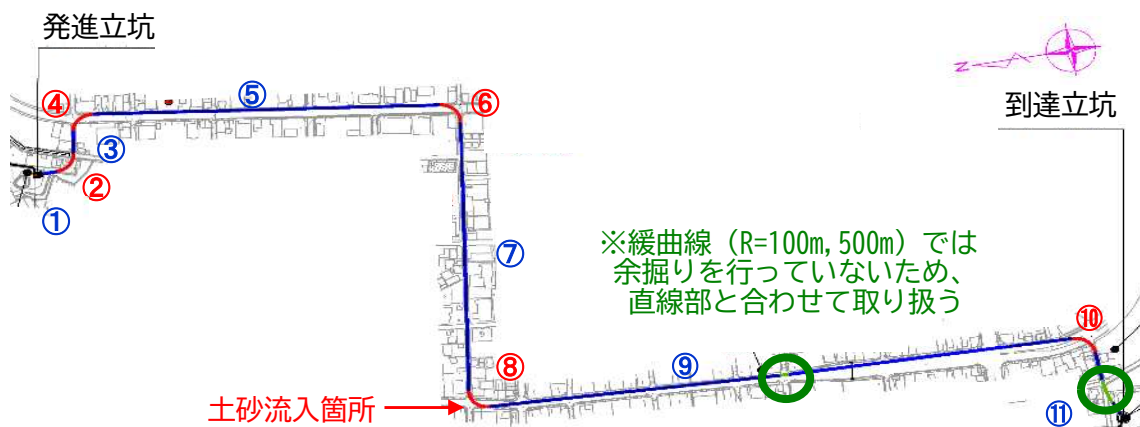 発進立坑
N
到達立坑
④
⑤
⑥
③
②
①
⑦
※緩曲線（R=100m,500m）では
余掘りを行っていないため、
直線部と合わせて取り扱う
⑩
⑧
⑨
土砂流入箇所
⑪